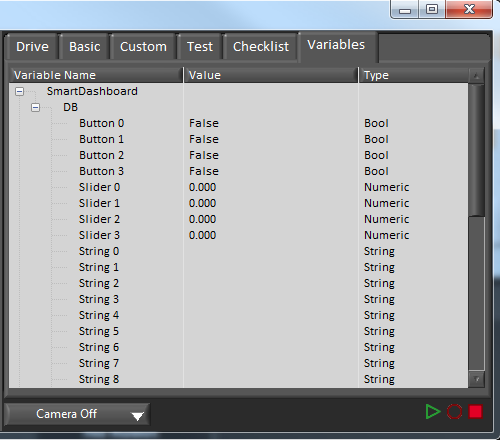 Drive Basic Custom Test Checklist Variables
Variable Name Value Type
SmartDashboard
DB
Button 0 False Bool
Button 1 False Bool
Button 2 False Bool
Button 3 False Bool
Slider 0 0.000 Numeric
Slider 1 0.000 Numeric
Slider 2 0.000 Numeric
Slider 3 0.000 Numeric
String 0 String
String 1 String
String 2 String
String 3 String
String 4 String
String 5 String
String 6 String
String 7 String
String 8 String
Camera Off